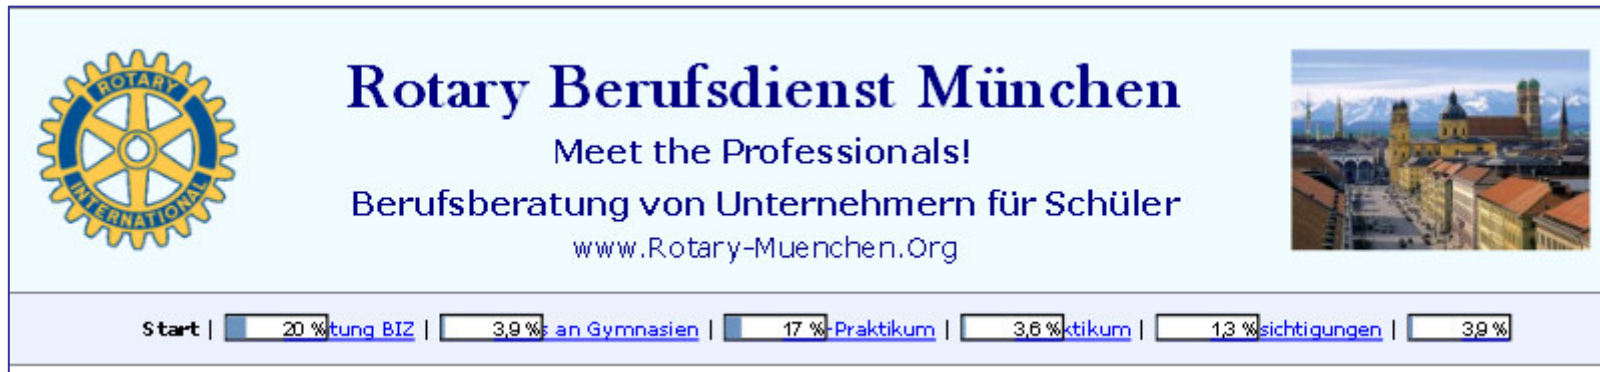 ROTARY
INTERNATIONAL
Rotary Berufsdienst München
Meet the Professionals!
Berufsberatung von Unternehmern für Schüler
www.Rotary-Muenchen.Org
Start | 20 % tung BIZ | 3,9 % s an Gymnasien | 17 % -Praktikum | 3,6 % ktikum | 1,3 % sichtigungen | 3,9 %